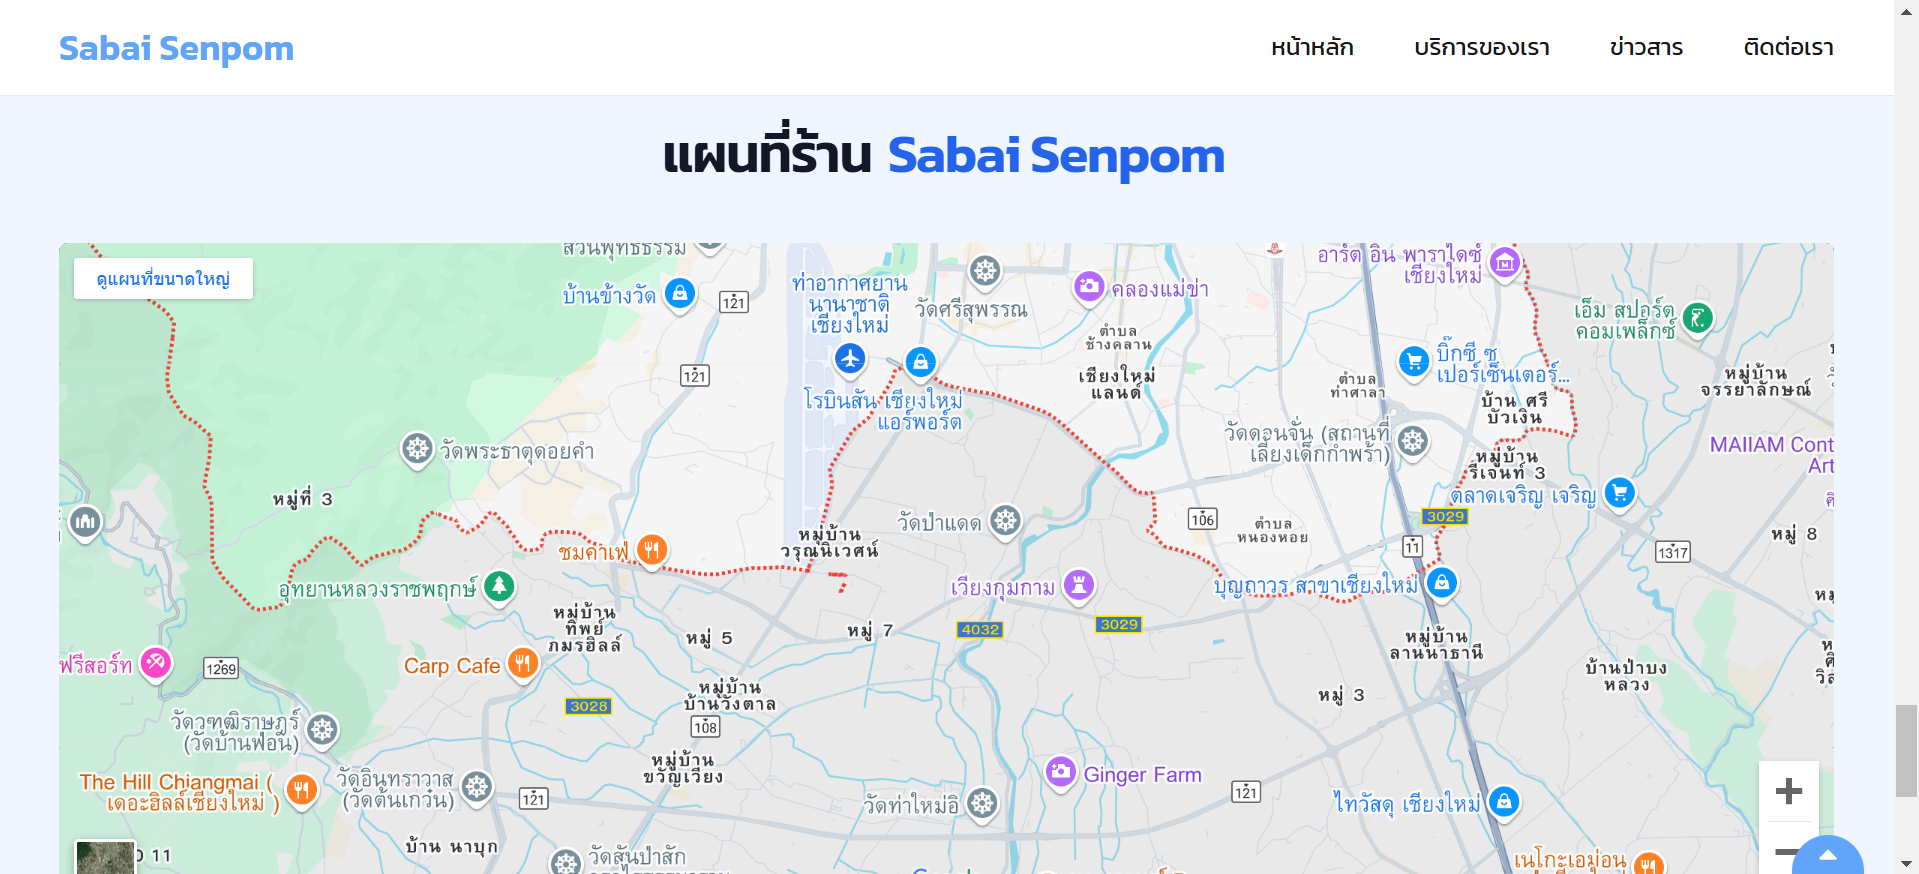 Sabai Senpom
หน้าหลัก
บริการของเรา
ข่าวสาร
ติดต่อเรา
แผนที่ร้าน Sabai Senpom
ดูแผนที่ขนาดใหญ่
สวนพุทธธรรม
บ้านข้างวัด
121
ท่าอากาศยาน
นานาชาติ
เชียงใหม่
วัดศรีสุพรรณ
คลองแม่ข่า
อาร์ต อิน พาราไดซ์
เชียงใหม่
เอ็ม สปอร์ต
คอมเพล็กซ์
ตำบล
ช้างคลาน
บิ๊กซี ซุ
เปอร์เซ็นเตอร์...
121
เชียงใหม่
แลนด์
ตำบล
ท่าศาลา
หมู่บ้าน
จรรยาลักษณ์
โรบินสัน เชียงใหม่
แอร์พอร์ต
บ้าน ศรี
บัวเงิน
วัดดอนจั่น (สถานที่
เลี้ยงเด็กกำพร้า)
วัดพระธาตุดอยคำ
MAIIAM Cont
Art
หมู่บ้าน
รีเจนท์ 3
หมู่ที่ 3
ตลาดเจริญ เจริญ
วัดป่าแดด
106
ตำบล
หนองหอย
3029
หมู่บ้าน
วรุณนิเวศน์
11
1317
หมู่ 8
ชมคาเฟ่
อุทยานหลวงราชพฤกษ์
เวียงกุมกาม
บุญถาวร สาขาเชียงใหม่
หมู่บ้าน
ทิพย์
ภมรฮิลล์
หมู่ 5
หมู่ 7
4032
3029
หมู่บ้าน
ลานนาธานี
ฟรีสอร์ท
1269
Carp Cafe
บ้านป่าบง
หลวง
หมู่บ้าน
บ้านวังตาล
หมู่ 3
3028
108
วัดวุฑฒิราษฎร์
(วัดบ้านฟ่อน)
หมู่บ้าน
ขวัญเวียง
The Hill Chiangmai (
เดอะฮิลล์เชียงใหม่ )
วัดอินทราวาส
(วัดต้นเกว๋น)
121
Ginger Farm
วัดท่าใหม่อิ
121
ไทวัสดุ เชียงใหม่
บ้าน นาบุก
วัดสันป่าสัก
11
เนโกะเอม่อน